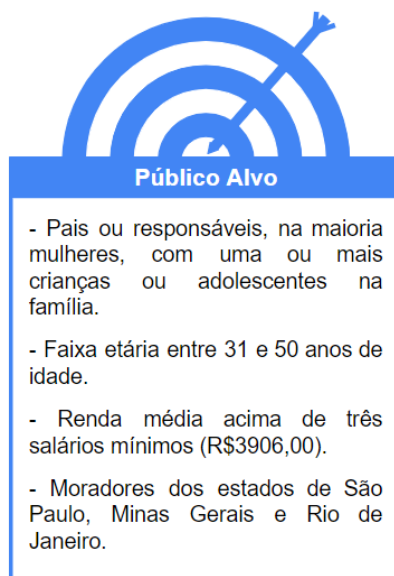 Público Alvo
- Pais ou responsáveis, na maioria
mulheres, com uma ou mais
crianças ou adolescentes na
família.
- Faixa etária entre 31 e 50 anos de
idade.
- Renda média acima de três
salários mínimos (R$3906,00).
- Moradores dos estados de São
Paulo, Minas Gerais e Rio de
Janeiro.